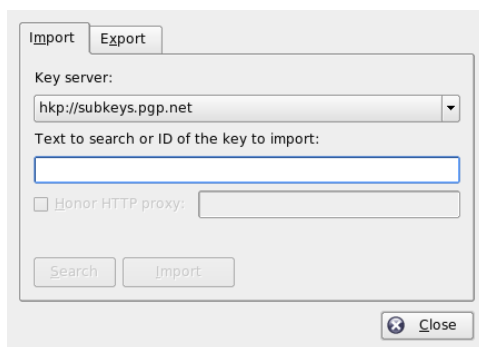 Import Export
Key server:
hkp://subkeys.pgp.net
Text to search or ID of the key to import:
Honor HTTP proxy:
Search Import
Close